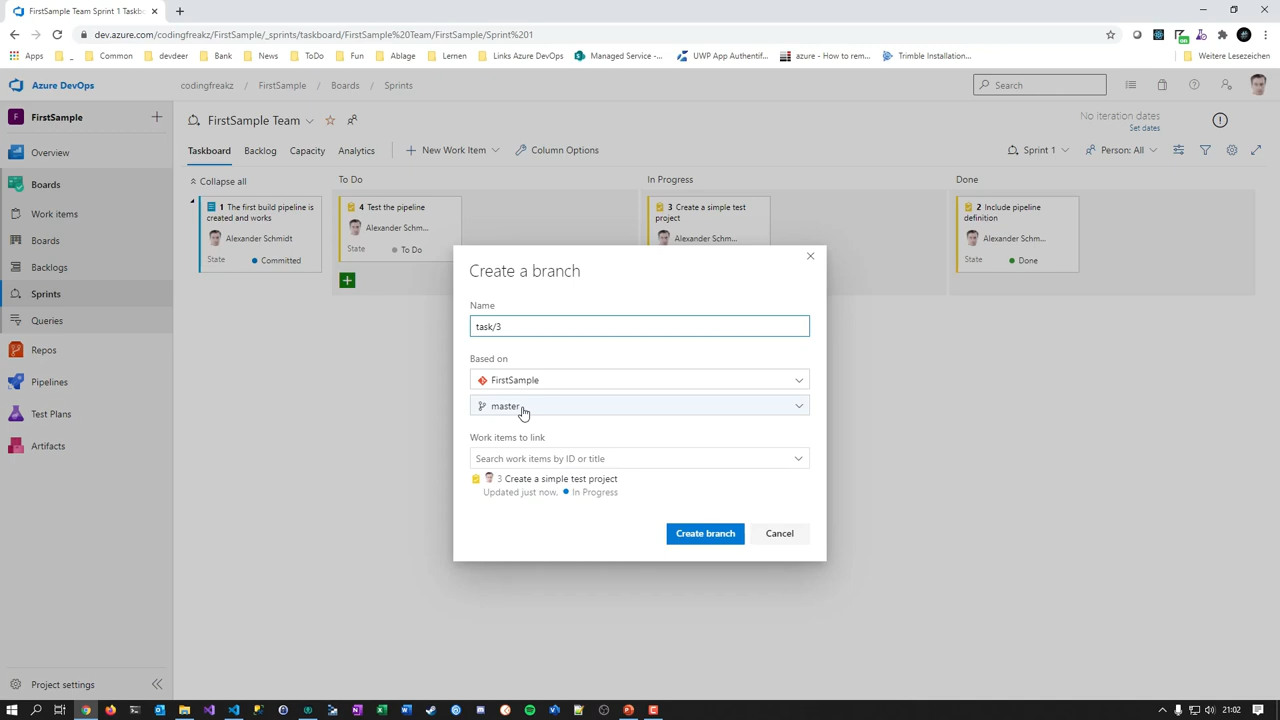 FirstSample Team Sprint 1 Taskb
dev.azure.com/codingfreakz/FirstSample/_sprints/taskboard/FirstSample%20Team/FirstSample/Sprint%201
Apps _ Common devdeer Bank News ToDo Fun Ablage Lernen Links Azure DevOps Managed Service -... UWP App Authentif... azure - How to rem... Trimble Installation... Weitere Lesezeichen
Azure DevOps codingfreakz / FirstSample / Boards / Sprints Search
F FirstSample
FirstSample Team
No iteration dates
Set dates
Taskboard Backlog Capacity Analytics New Work Item Column Options Sprint 1 Person: All
Overview
Boards
Work items
Boards
Backlogs
Sprints
Queries
Repos
Pipelines
Test Plans
Artifacts
Project settings
Collapse all To Do In Progress Done
1 The first build pipeline is
created and works
Alexander Schmidt
State Committed
4 Test the pipeline
Alexander Schm...
State To Do
3 Create a simple test
project
Alexander Schm...
2 Include pipeline
definition
Alexander Schm...
State Done
Create a branch
Name
task/3
Based on
FirstSample
master
Work items to link
Search work items by ID or title
3 Create a simple test project
Updated just now, In Progress
Create branch Cancel
21:02